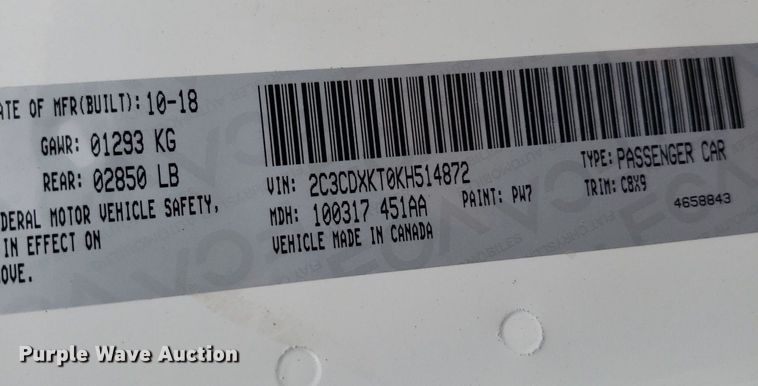 ATE OF MFR(BUILT): 10-18
GAWR: 01293 KG
REAR: 02850 LB
DERAL MOTOR VEHICLE SAFETY,
IN EFFECT ON
OVE.
VIN: 2C3CDXKT0KH514872
TYPE: PASSENGER CAR
MDH: 100317 451AA
PAINT: PW7
TRIM: C8X9
VEHICLE MADE IN CANADA
4658843
Purple Wave Auction